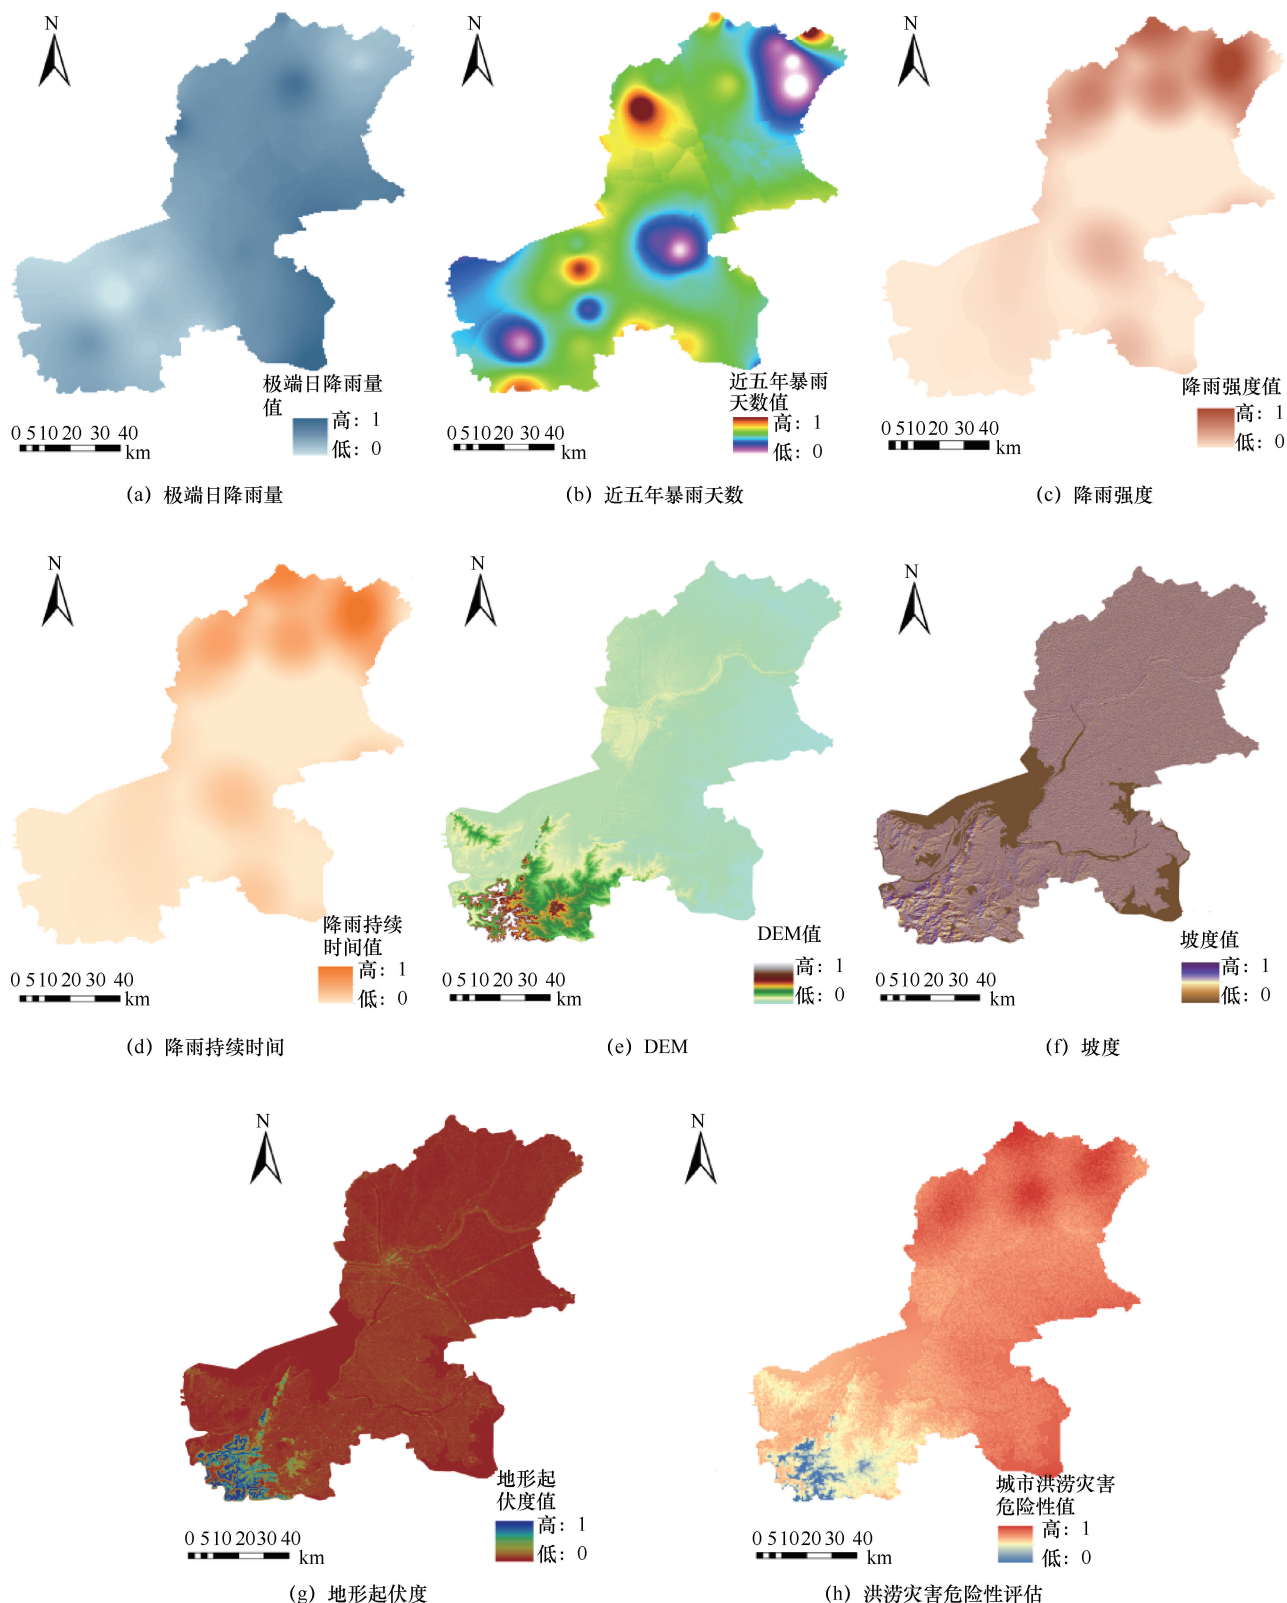 N
极端日降雨量
值
高：1
低：0
0 5 10 20 30 40
km
(a) 极端日降雨量
N
近五年暴雨
天数值
高：1
低：0
0 5 10 20 30 40
km
(b) 近五年暴雨天数
N
降雨强度值
高：1
低：0
0 5 10 20 30 40
km
(c) 降雨强度
N
降雨持续
时间值
高：1
低：0
0 5 10 20 30 40
km
(d) 降雨持续时间
N
DEM值
高：1
低：0
0 5 10 20 30 40
km
(e) DEM
N
坡度值
高：1
低：0
0 5 10 20 30 40
km
(f) 坡度
N
地形起
伏度值
高：1
低：0
0 5 10 20 30 40
km
(g) 地形起伏度
N
城市洪涝灾害
危险性值
高：1
低：0
0 5 10 20 30 40
km
(h) 洪涝灾害危险性评估